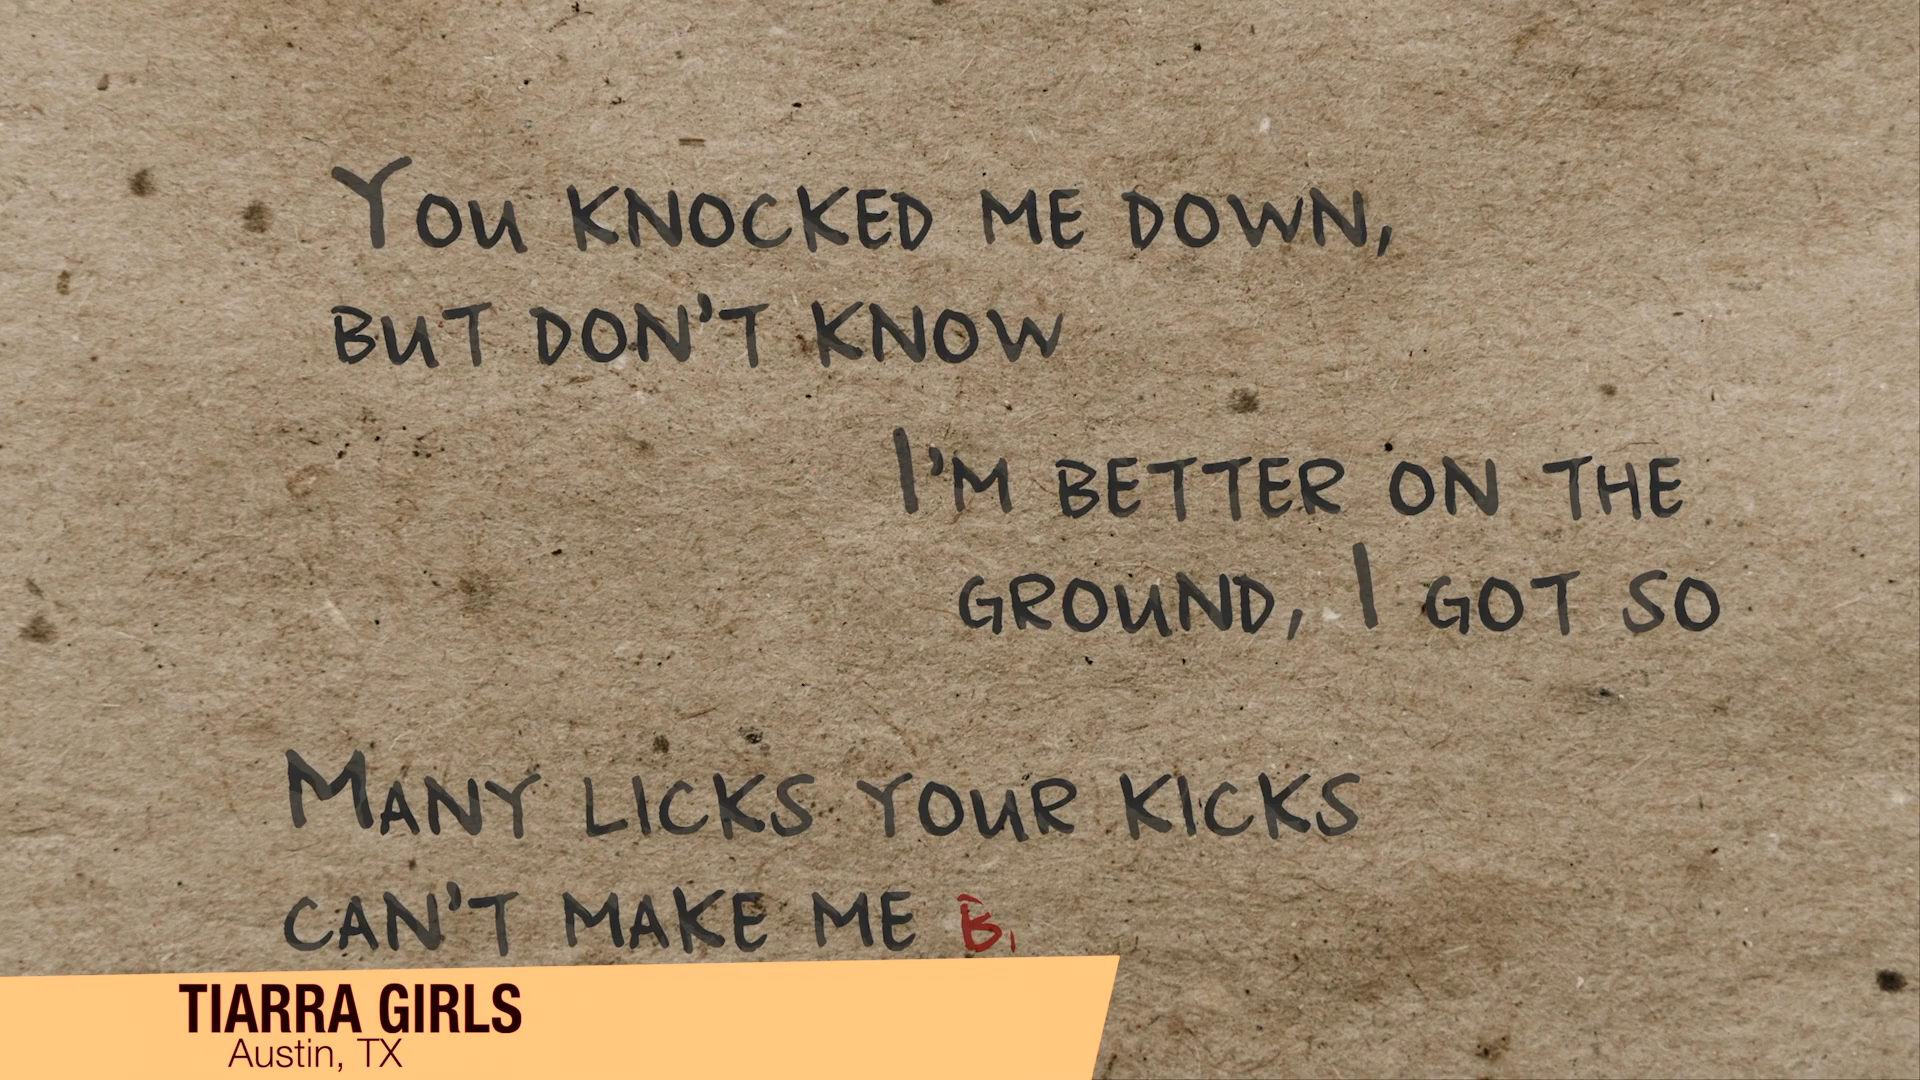 You knocked me down,
but don't know
I'm better on the
ground, I got so
Many licks your kicks
can't make me B
TIARRA GIRLS
Austin, TX